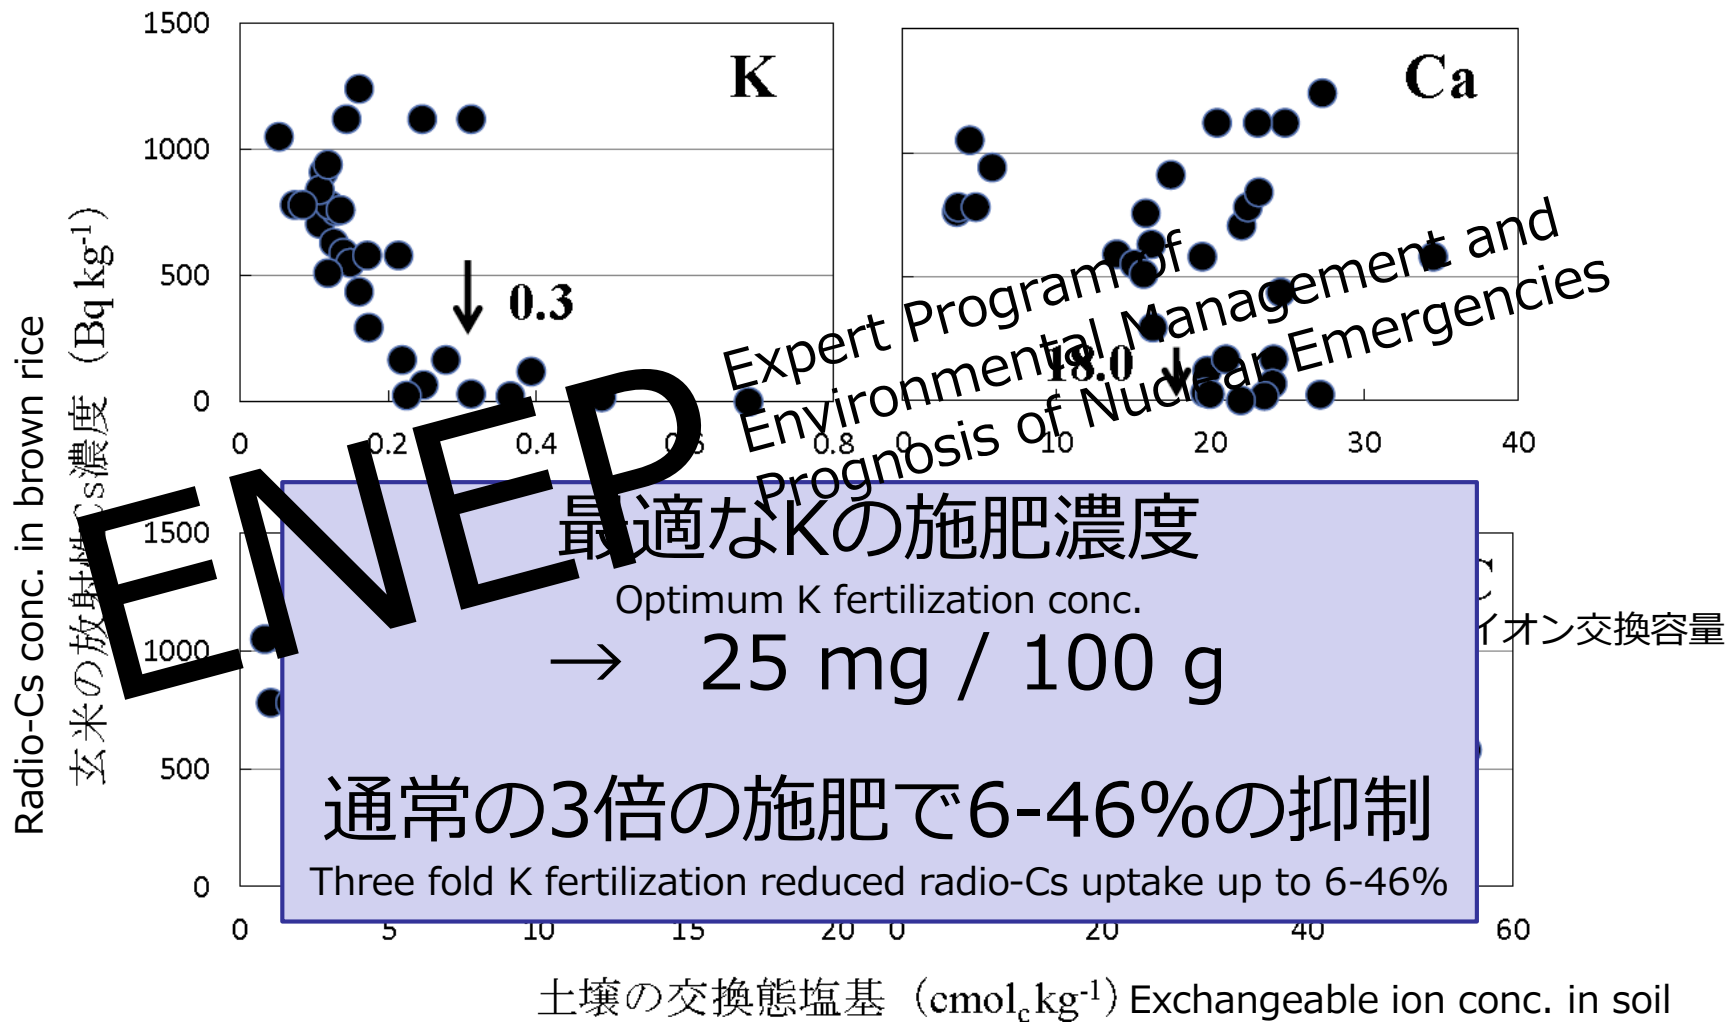 1500
K
Ca
1000
500
0.3
18.0
0
0 0.2 0.4 0.6 0.8
0 10 20 30 40
Radio-Cs conc. in brown rice
玄米の放射性Cs濃度 (Bq kg-1)
ENEP
Expert Program of
Environmental Management and
Prognosis of Nuclear Emergencies
1500
1000
500
0
最適なKの施肥濃度
Optimum K fertilization conc.
→ 25 mg / 100 g
通常の3倍の施肥で6-46%の抑制
Three fold K fertilization reduced radio-Cs uptake up to 6-46%
C
イオン交換容量
0 5 10 15 20
0 20 40 60
土壌の交換態塩基 (cmolc kg-1) Exchangeable ion conc. in soil